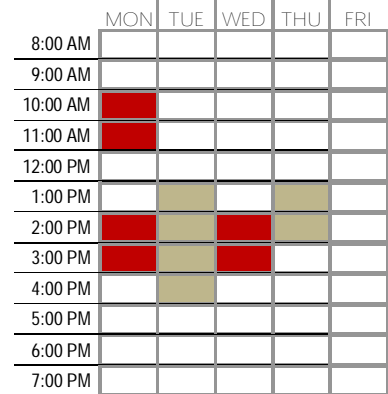 MON TUE WED THU FRI
8:00 AM
9:00 AM
10:00 AM
11:00 AM
12:00 PM
1:00 PM
2:00 PM
3:00 PM
4:00 PM
5:00 PM
6:00 PM
7:00 PM